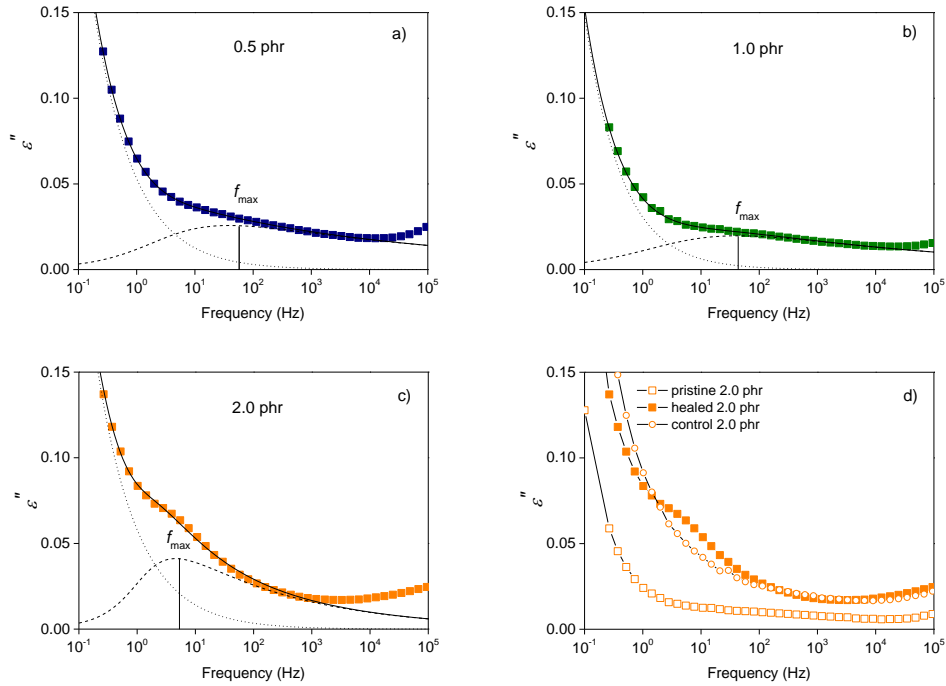 a)
0.5 phr
0.15
0.10
0.05
0.00
ε"
fmax
10⁻¹ 10⁰ 10¹ 10² 10³ 10⁴ 10⁵
Frequency (Hz)
b)
1.0 phr
0.15
0.10
0.05
0.00
ε"
fmax
10⁻¹ 10⁰ 10¹ 10² 10³ 10⁴ 10⁵
Frequency (Hz)
c)
2.0 phr
0.15
0.10
0.05
0.00
ε"
fmax
10⁻¹ 10⁰ 10¹ 10² 10³ 10⁴ 10⁵
Frequency (Hz)
d)
pristine 2.0 phr
healed 2.0 phr
control 2.0 phr
0.15
0.10
0.05
0.00
ε"
10⁻¹ 10⁰ 10¹ 10² 10³ 10⁴ 10⁵
Frequency (Hz)